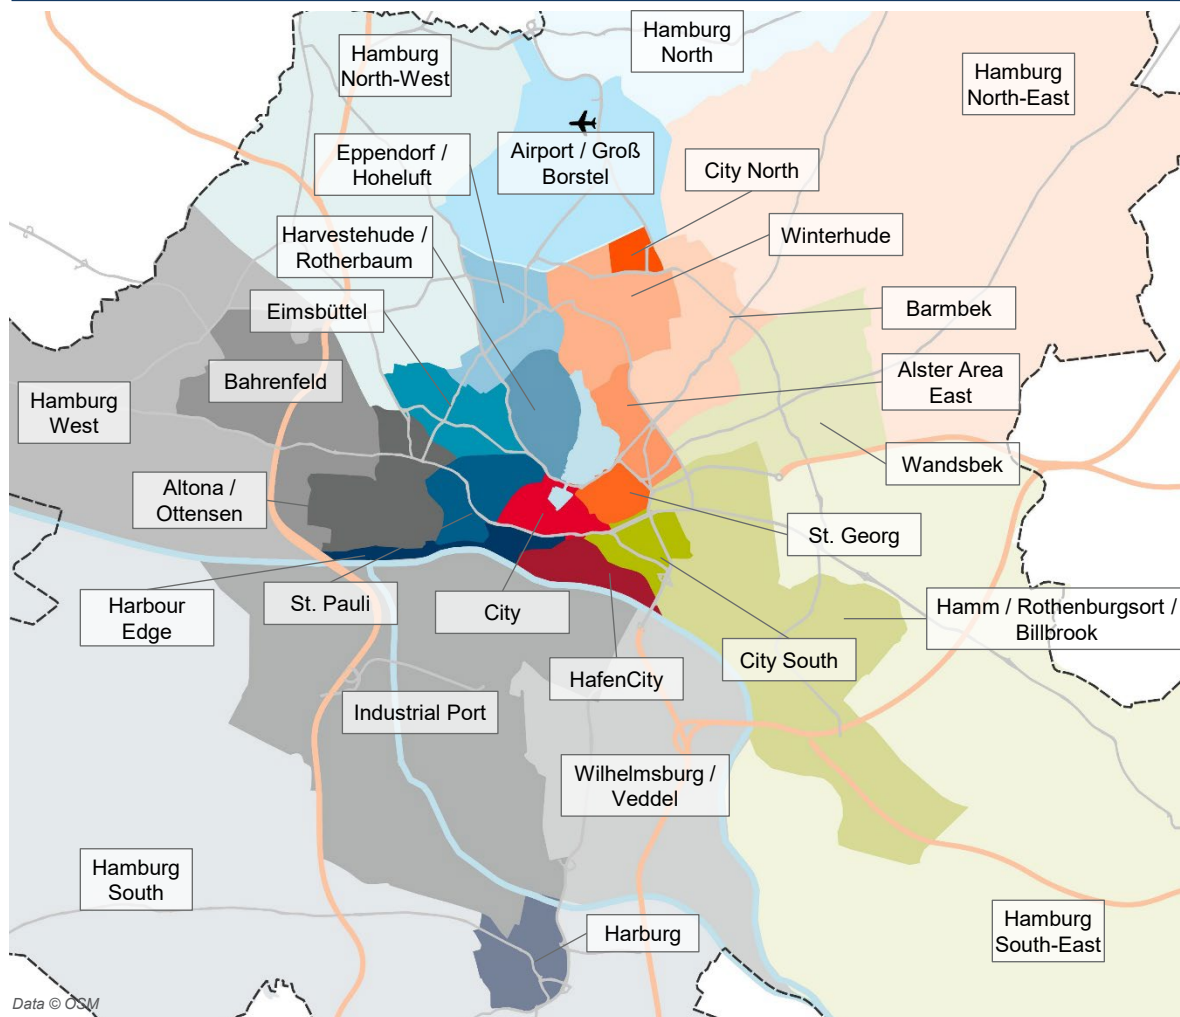 Hamburg
North
Hamburg
North-West
Hamburg
North-East
Eppendorf /
Hoheluft
Airport / Groß
Borstel
City North
Harvestehude /
Rotherbaum
Winterhude
Eimsbüttel
Barmbek
Bahrenfeld
Alster Area
East
Hamburg
West
Wandsbek
Altona /
Ottensen
St. Georg
Harbour
Edge
St. Pauli
City
Hamm / Rothenburgsort /
Billbrook
City South
HafenCity
Industrial Port
Wilhelmsburg /
Veddel
Hamburg
South
Harburg
Hamburg
South-East
Data © OSM